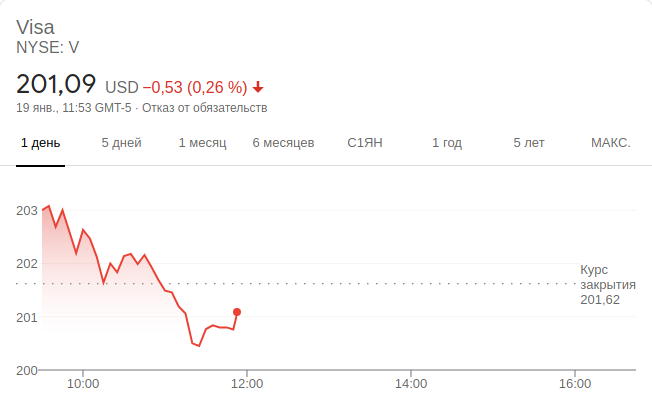 Visa
NYSE: V
201,09 USD −0,53 (0,26 %)
19 янв., 11:53 GMT-5 · Отказ от обязательств
1 день 5 дней 1 месяц 6 месяцев С1ЯН 1 год 5 лет МАКС.
203
202
201
200
Курс
закрытия
201,62
10:00 12:00 14:00 16:00